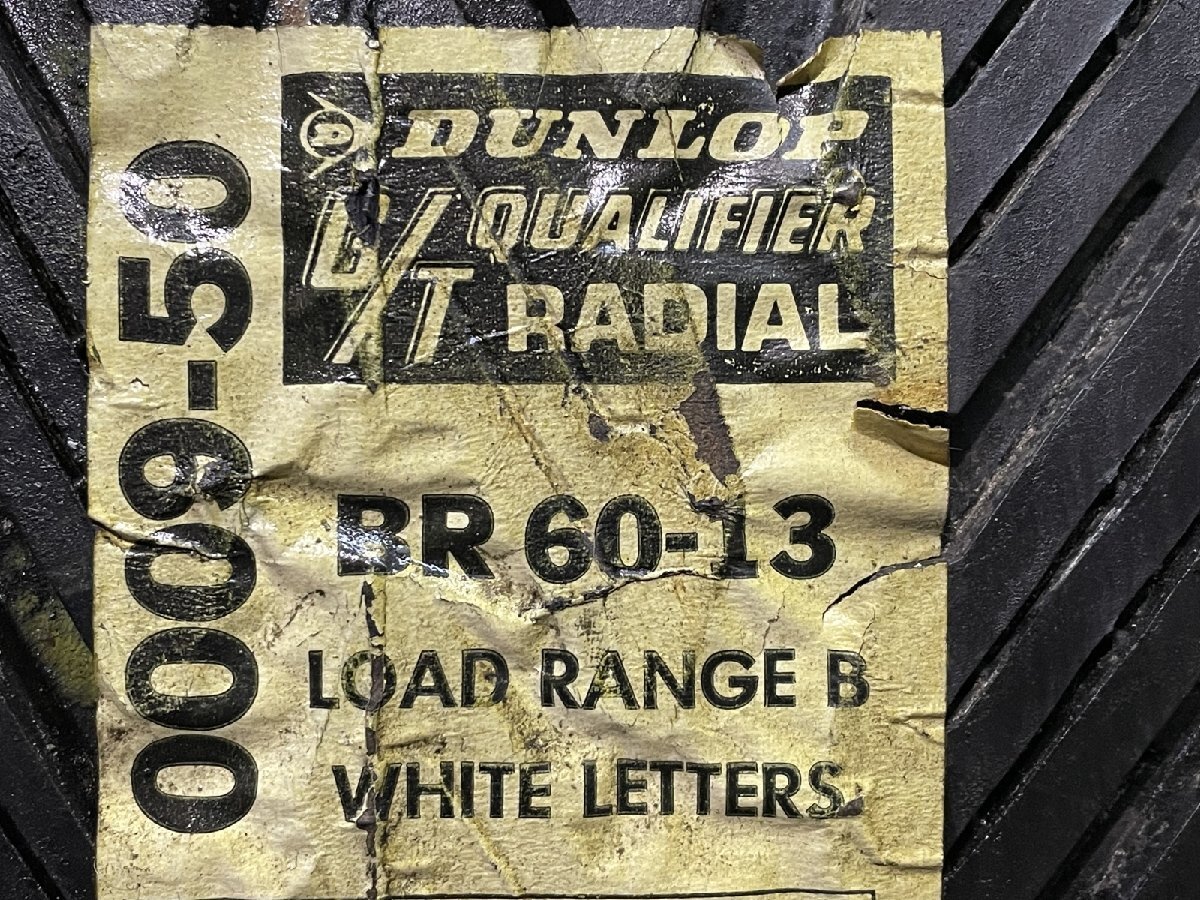 DUNLOP
G/T QUALIFIER
RADIAL
BR 60-13
LOAD RANGE B
WHITE LETTERS
0009-50